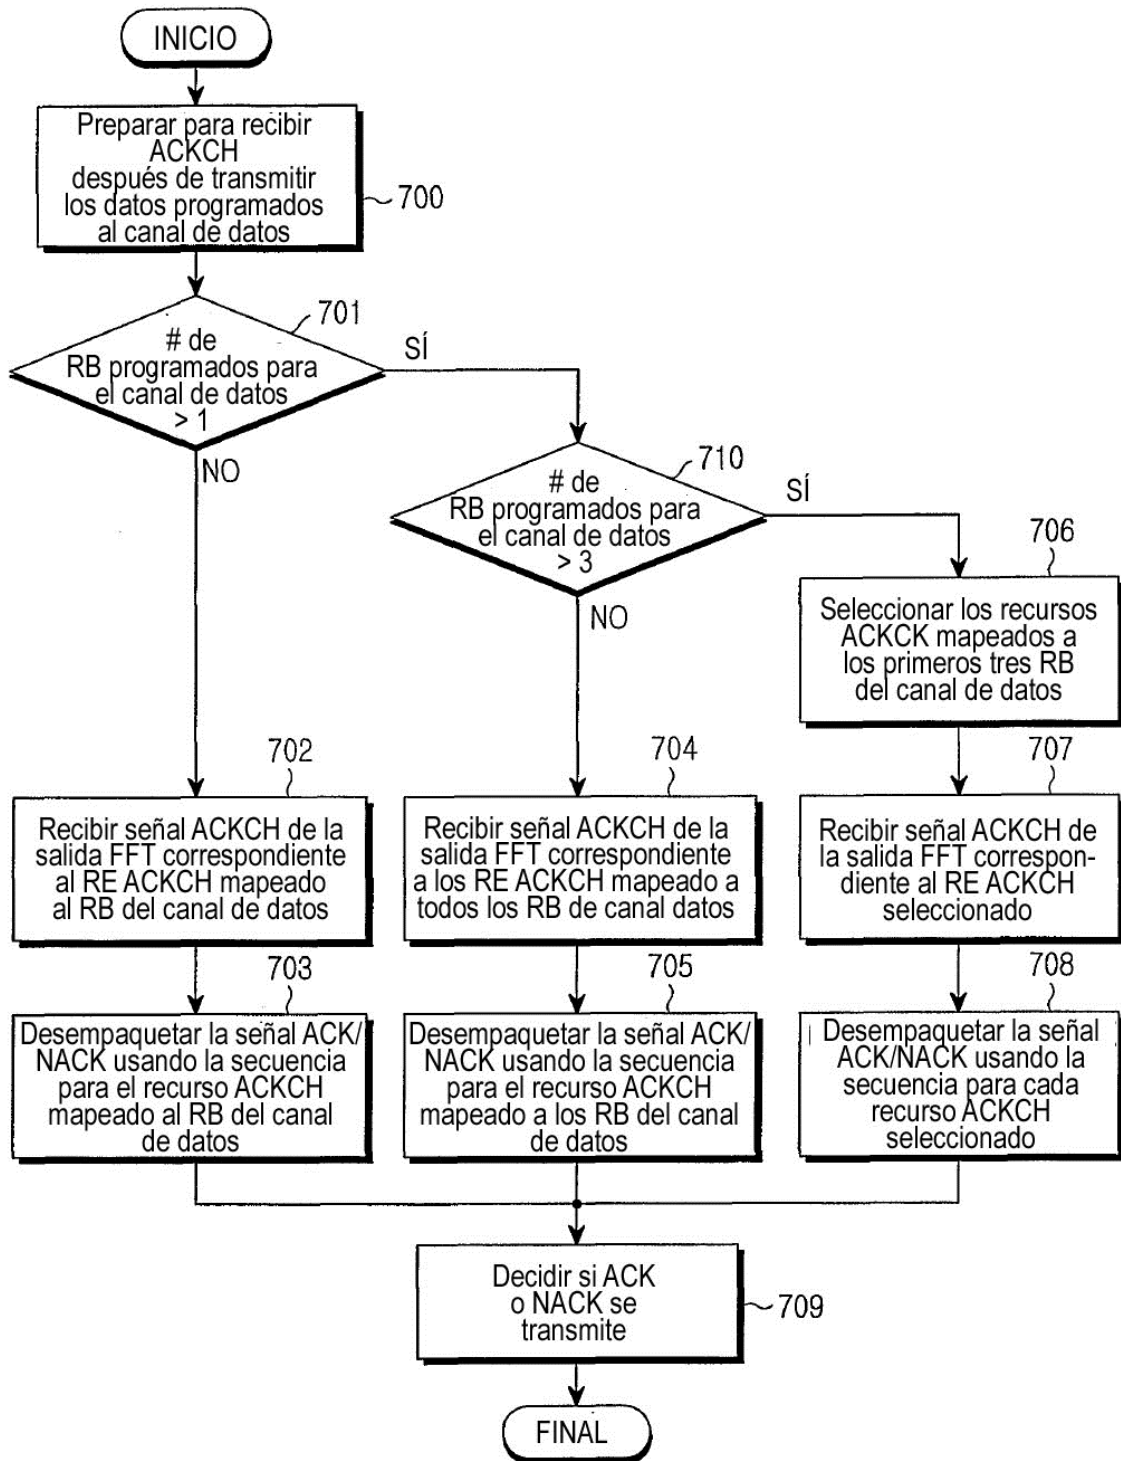 INICIO
Preparar para recibir
ACKCH
después de transmitir
los datos programados
al canal de datos
700
701
# de
RB programados para
el canal de datos
> 1
SÍ
NO
710
# de
RB programados para
el canal de datos
> 3
SÍ
NO
706
Seleccionar los recursos
ACKCK mapeados a
los primeros tres RB
del canal de datos
702
Recibir señal ACKCH de la
salida FFT correspondiente
al RE ACKCH mapeado
al RB del canal de datos
704
Recibir señal ACKCH de la
salida FFT correspondiente
a los RE ACKCH mapeado a
todos los RB de canal datos
707
Recibir señal ACKCH de
la salida FFT correspon-
diente al RE ACKCH
seleccionado
703
Desempaquetar la señal ACK/
NACK usando la secuencia
para el recurso ACKCH
mapeado al RB del canal
de datos
705
Desempaquetar la señal ACK/
NACK usando la secuencia
para el recurso ACKCH
mapeado a los RB del canal
de datos
708
Desempaquetar la señal
ACK/NACK usando la
secuencia para cada
recurso ACKCH
seleccionado
Decidir si ACK
o NACK se
transmite
709
FINAL